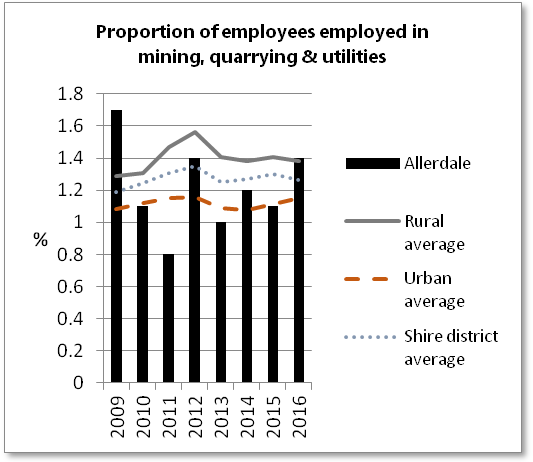 Proportion of employees employed in
mining, quarrying & utilities
1.8
1.6
1.4
1.2
1
0.8
0.6
0.4
0.2
0
%
2009
2010
2011
2012
2013
2014
2015
2016
Allerdale
Rural
average
Urban
average
Shire district
average